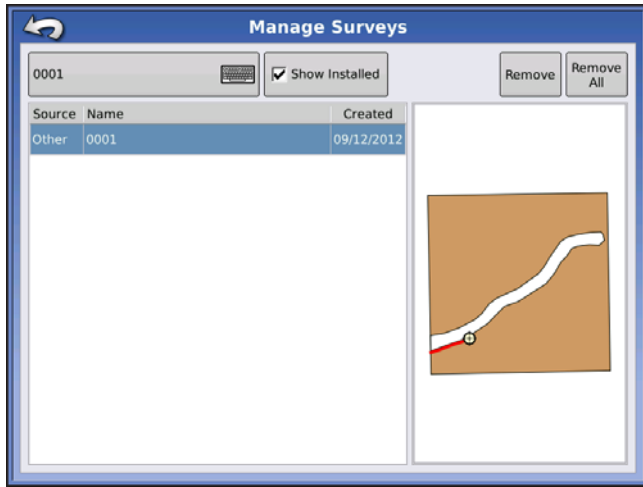 Manage Surveys
0001
Show Installed
Remove
Remove All
Source Name Created
Other 0001 09/12/2012